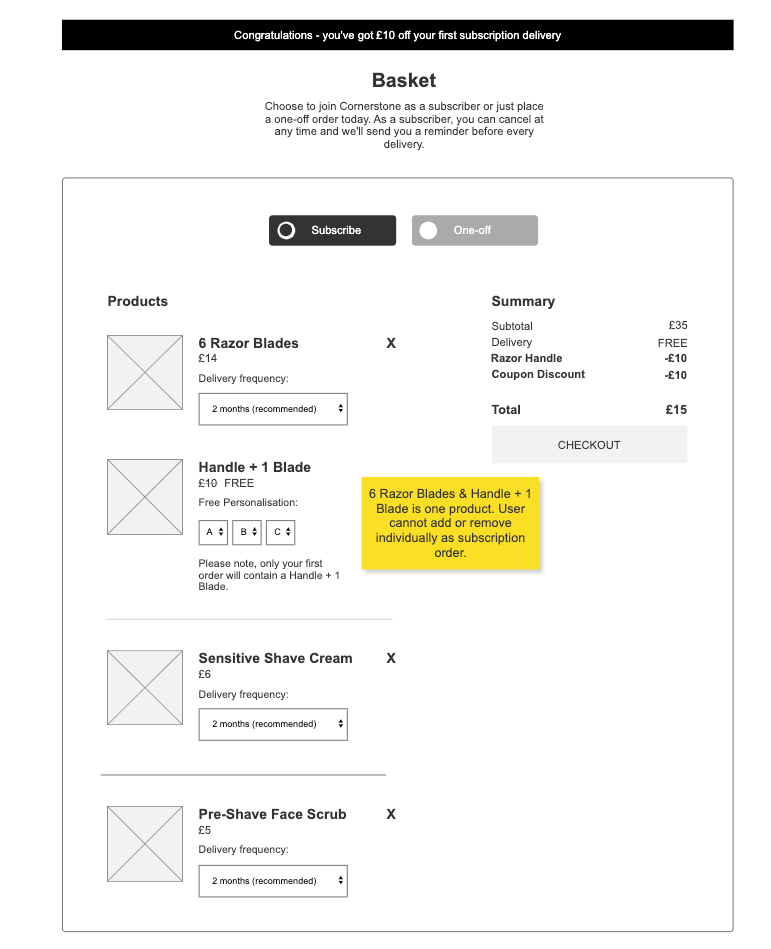 Congratulations - you've got £10 off your first subscription delivery
Basket
Choose to join Cornerstone as a subscriber or just place
a one-off order today. As a subscriber, you can cancel at
any time and we'll send you a reminder before every
delivery.
Subscribe
One-off
Products
6 Razor Blades X
£14
Delivery frequency:
2 months (recommended)
Handle + 1 Blade
£10 FREE
Free Personalisation:
A B C
Please note, only your first
order will contain a Handle + 1
Blade.
6 Razor Blades & Handle + 1
Blade is one product. User
cannot add or remove
individually as subscription
order.
Sensitive Shave Cream X
£6
Delivery frequency:
2 months (recommended)
Pre-Shave Face Scrub X
£5
Delivery frequency:
2 months (recommended)
Summary
Subtotal £35
Delivery FREE
Razor Handle -£10
Coupon Discount -£10
Total £15
CHECKOUT